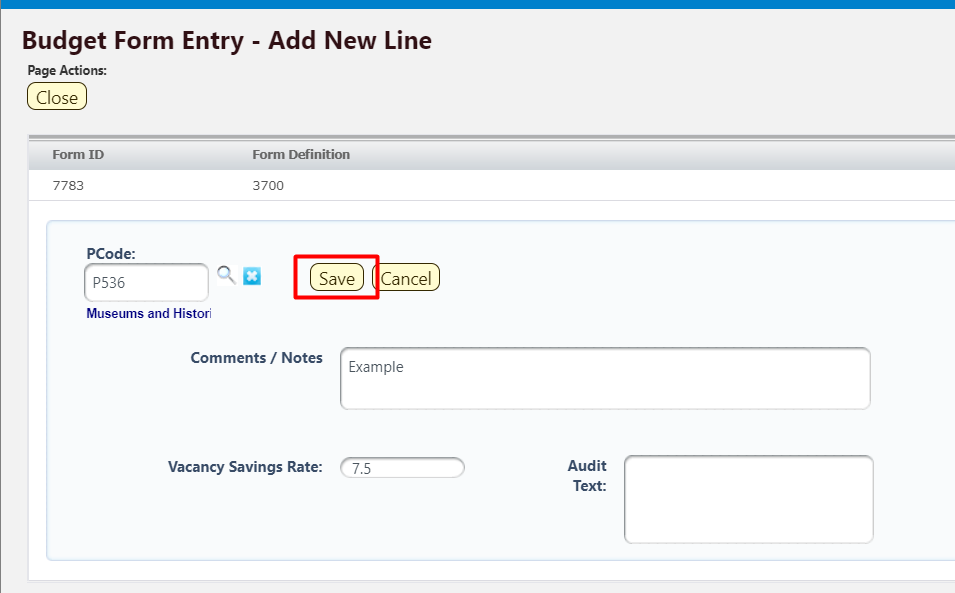 Budget Form Entry - Add New Line
Page Actions:
Close
Form ID Form Definition
7783 3700
PCode:
P536
Save Cancel
Museums and Histori
Comments / Notes
Example
Vacancy Savings Rate:
7.5
Audit
Text: